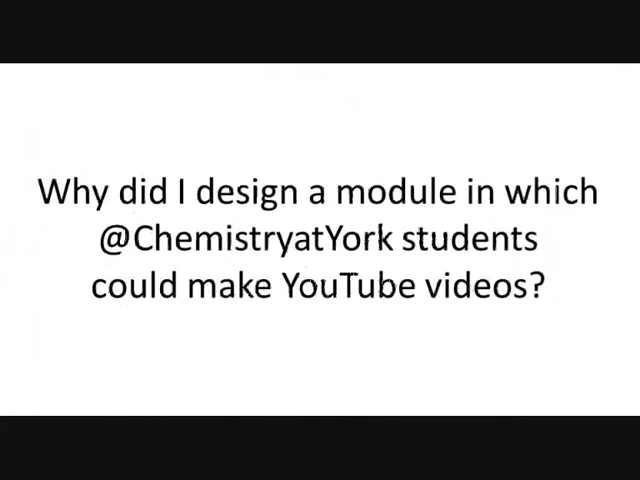 Why did I design a module in which
@ChemistryatYork students
could make YouTube videos?